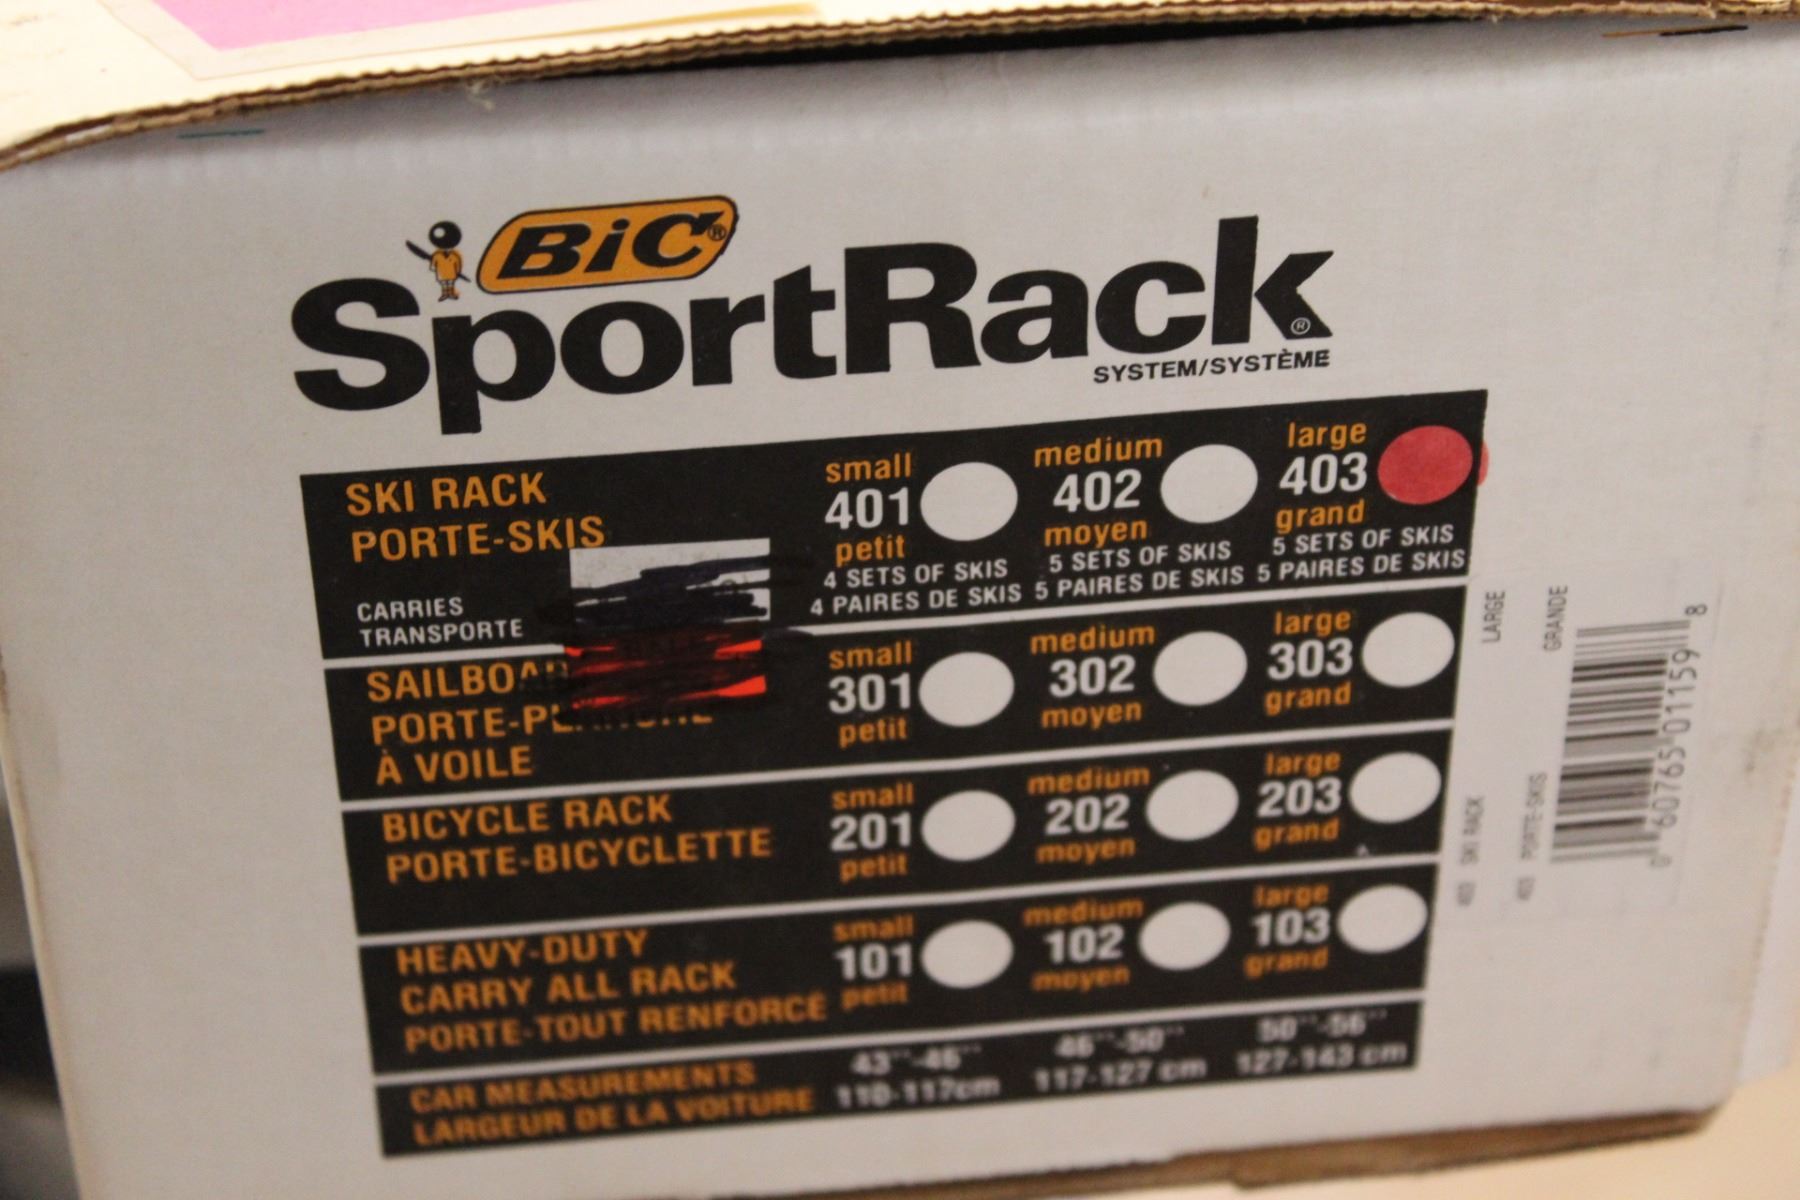 BiC®
SportRack®
SYSTEM/SYSTÈME
SKI RACK
PORTE-SKIS
CARRIES
TRANSPORTE
small
401
petit
4 SETS OF SKIS
4 PAIRES DE SKIS
medium
402
moyen
5 SETS OF SKIS
5 PAIRES DE SKIS
large
403
grand
5 SETS OF SKIS
5 PAIRES DE SKIS
SAILBOARD
PORTE-PLANCHE
À VOILE
small
301
petit
medium
302
moyen
large
303
grand
BICYCLE RACK
PORTE-BICYCLETTE
small
201
petit
medium
202
moyen
large
203
grand
HEAVY-DUTY
CARRY ALL RACK
PORTE-TOUT RENFORCÉ
small
101
petit
medium
102
moyen
large
103
grand
CAR MEASUREMENTS
LARGEUR DE LA VOITURE
43''-46''
110-117cm
46''-50''
117-127 cm
50''-56''
127-143 cm
403 SKI RACK LARGE
403 PORTE-SKIS GRANDE
0 60765 01159 8